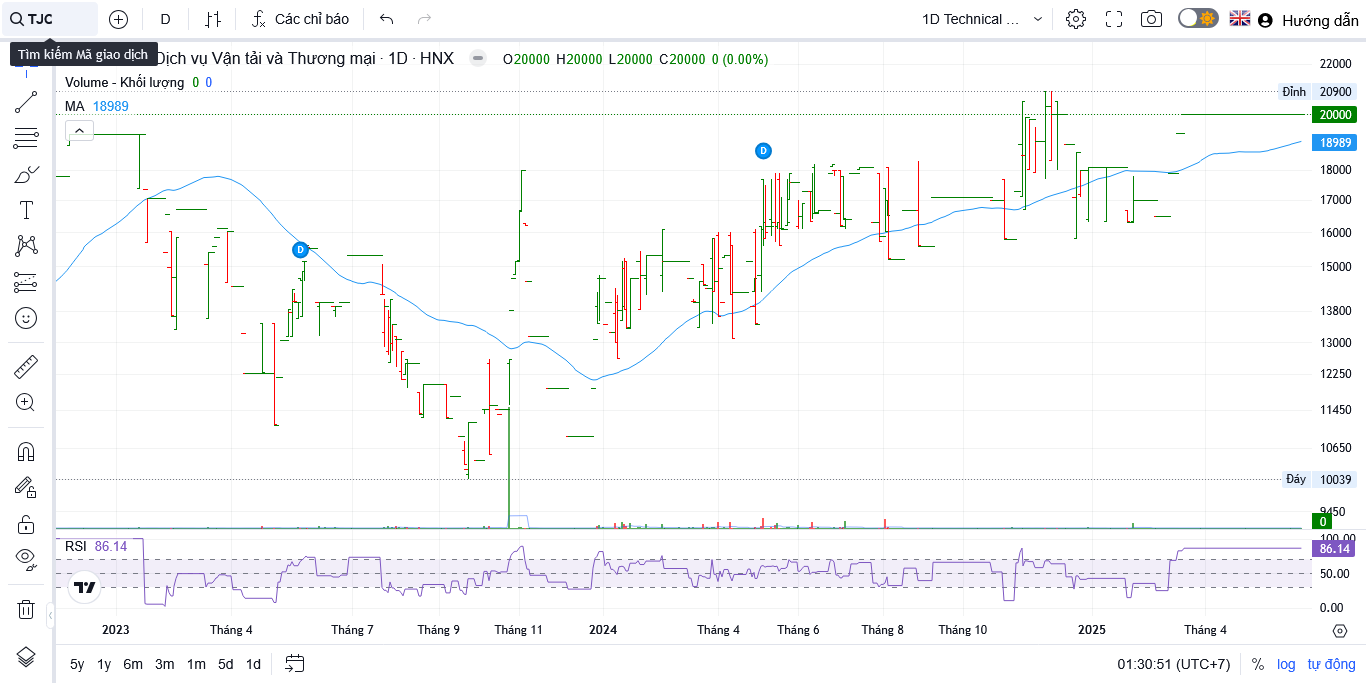 TJC D Các chỉ báo 1D Technical ... Hướng dẫn
Tìm kiếm Mã giao dịch
Dịch vụ Vận tải và Thương mại · 1D · HNX O20000 H20000 L20000 C20000 0 (0.00%)
Volume - Khối lượng 0 0
MA 18989
22000
Đỉnh 20900
20000
18989
18000
17000
16000
15000
13800
13000
12250
11450
10650
Đáy 10039
9450
0
D
D
RSI 86.14
100.00
86.14
50.00
0.00
2023 Tháng 4 Tháng 7 Tháng 9 Tháng 11 2024 Tháng 4 Tháng 6 Tháng 8 Tháng 10 2025 Tháng 4
5y 1y 6m 3m 1m 5d 1d 01:30:51 (UTC+7) % log tự động